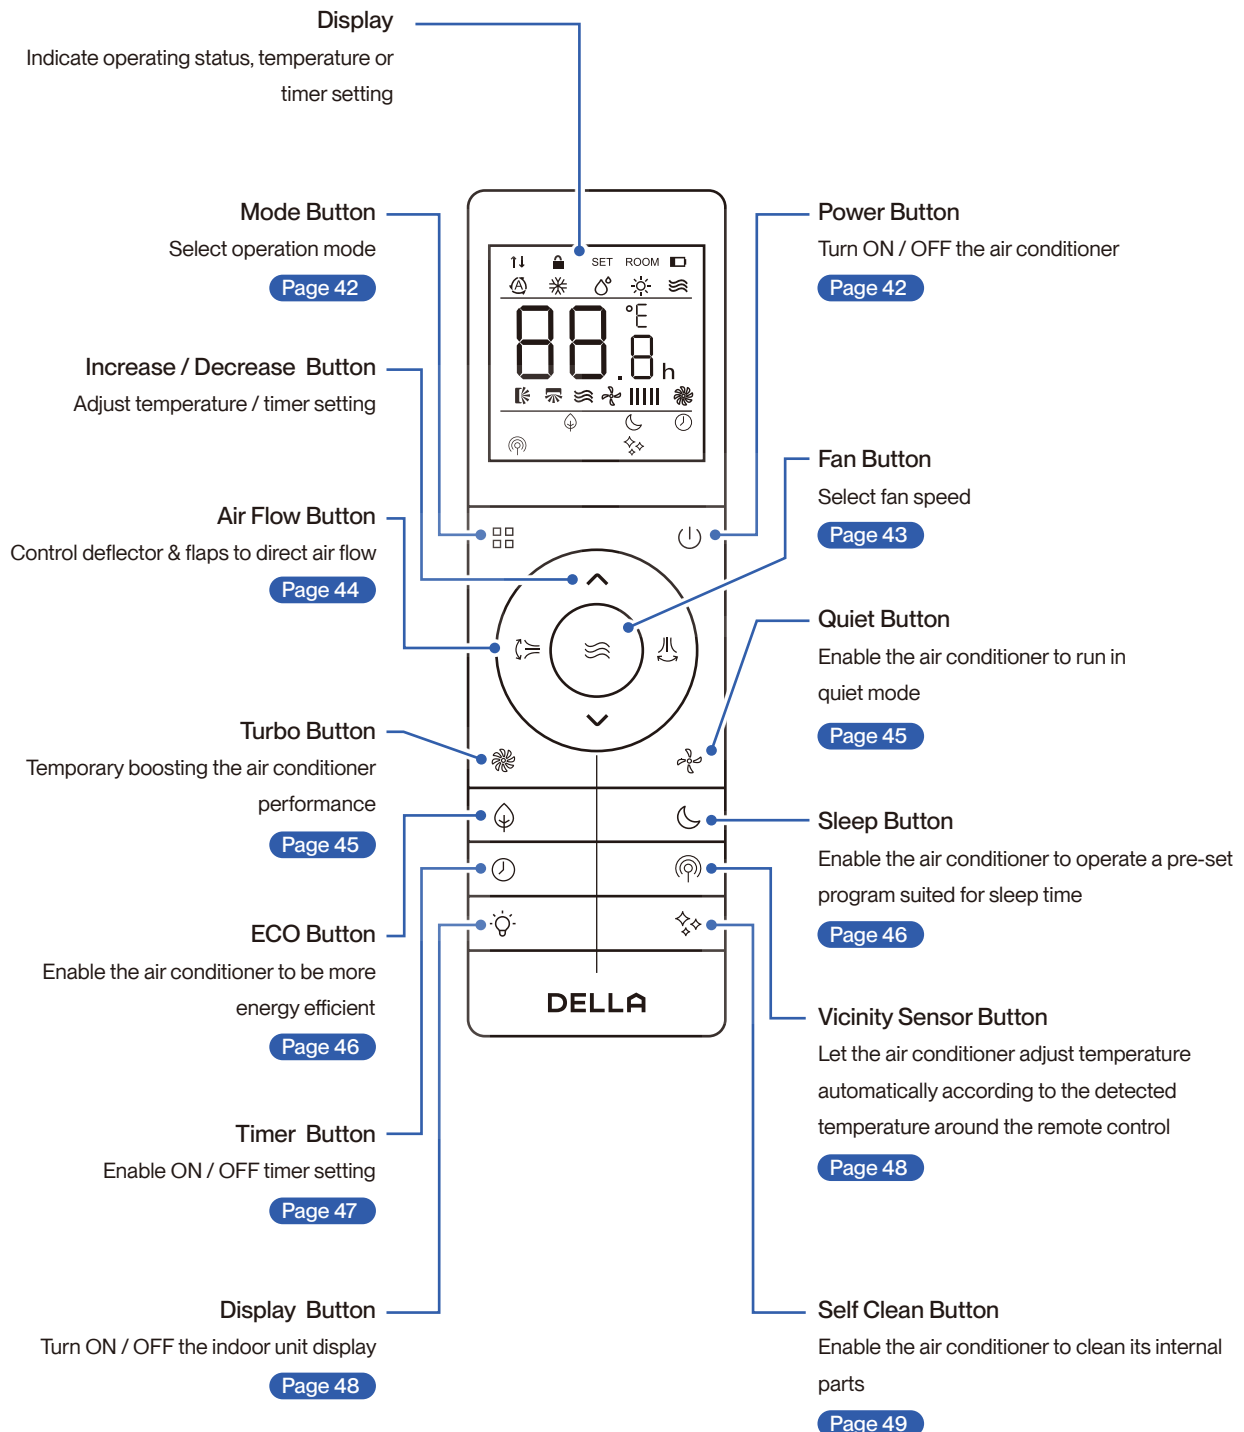 Display
Indicate operating status, temperature or
timer setting
Mode Button
Select operation mode
Page 42
Increase / Decrease Button
Adjust temperature / timer setting
Air Flow Button
Control deflector & flaps to direct air flow
Page 44
Turbo Button
Temporary boosting the air conditioner
performance
Page 45
ECO Button
Enable the air conditioner to be more
energy efficient
Page 46
Timer Button
Enable ON / OFF timer setting
Page 47
Display Button
Turn ON / OFF the indoor unit display
Page 48
SET ROOM
A
88.8 °E h
DELLA
Power Button
Turn ON / OFF the air conditioner
Page 42
Fan Button
Select fan speed
Page 43
Quiet Button
Enable the air conditioner to run in
quiet mode
Page 45
Sleep Button
Enable the air conditioner to operate a pre-set
program suited for sleep time
Page 46
Vicinity Sensor Button
Let the air conditioner adjust temperature
automatically according to the detected
temperature around the remote control
Page 48
Self Clean Button
Enable the air conditioner to clean its internal
parts
Page 49